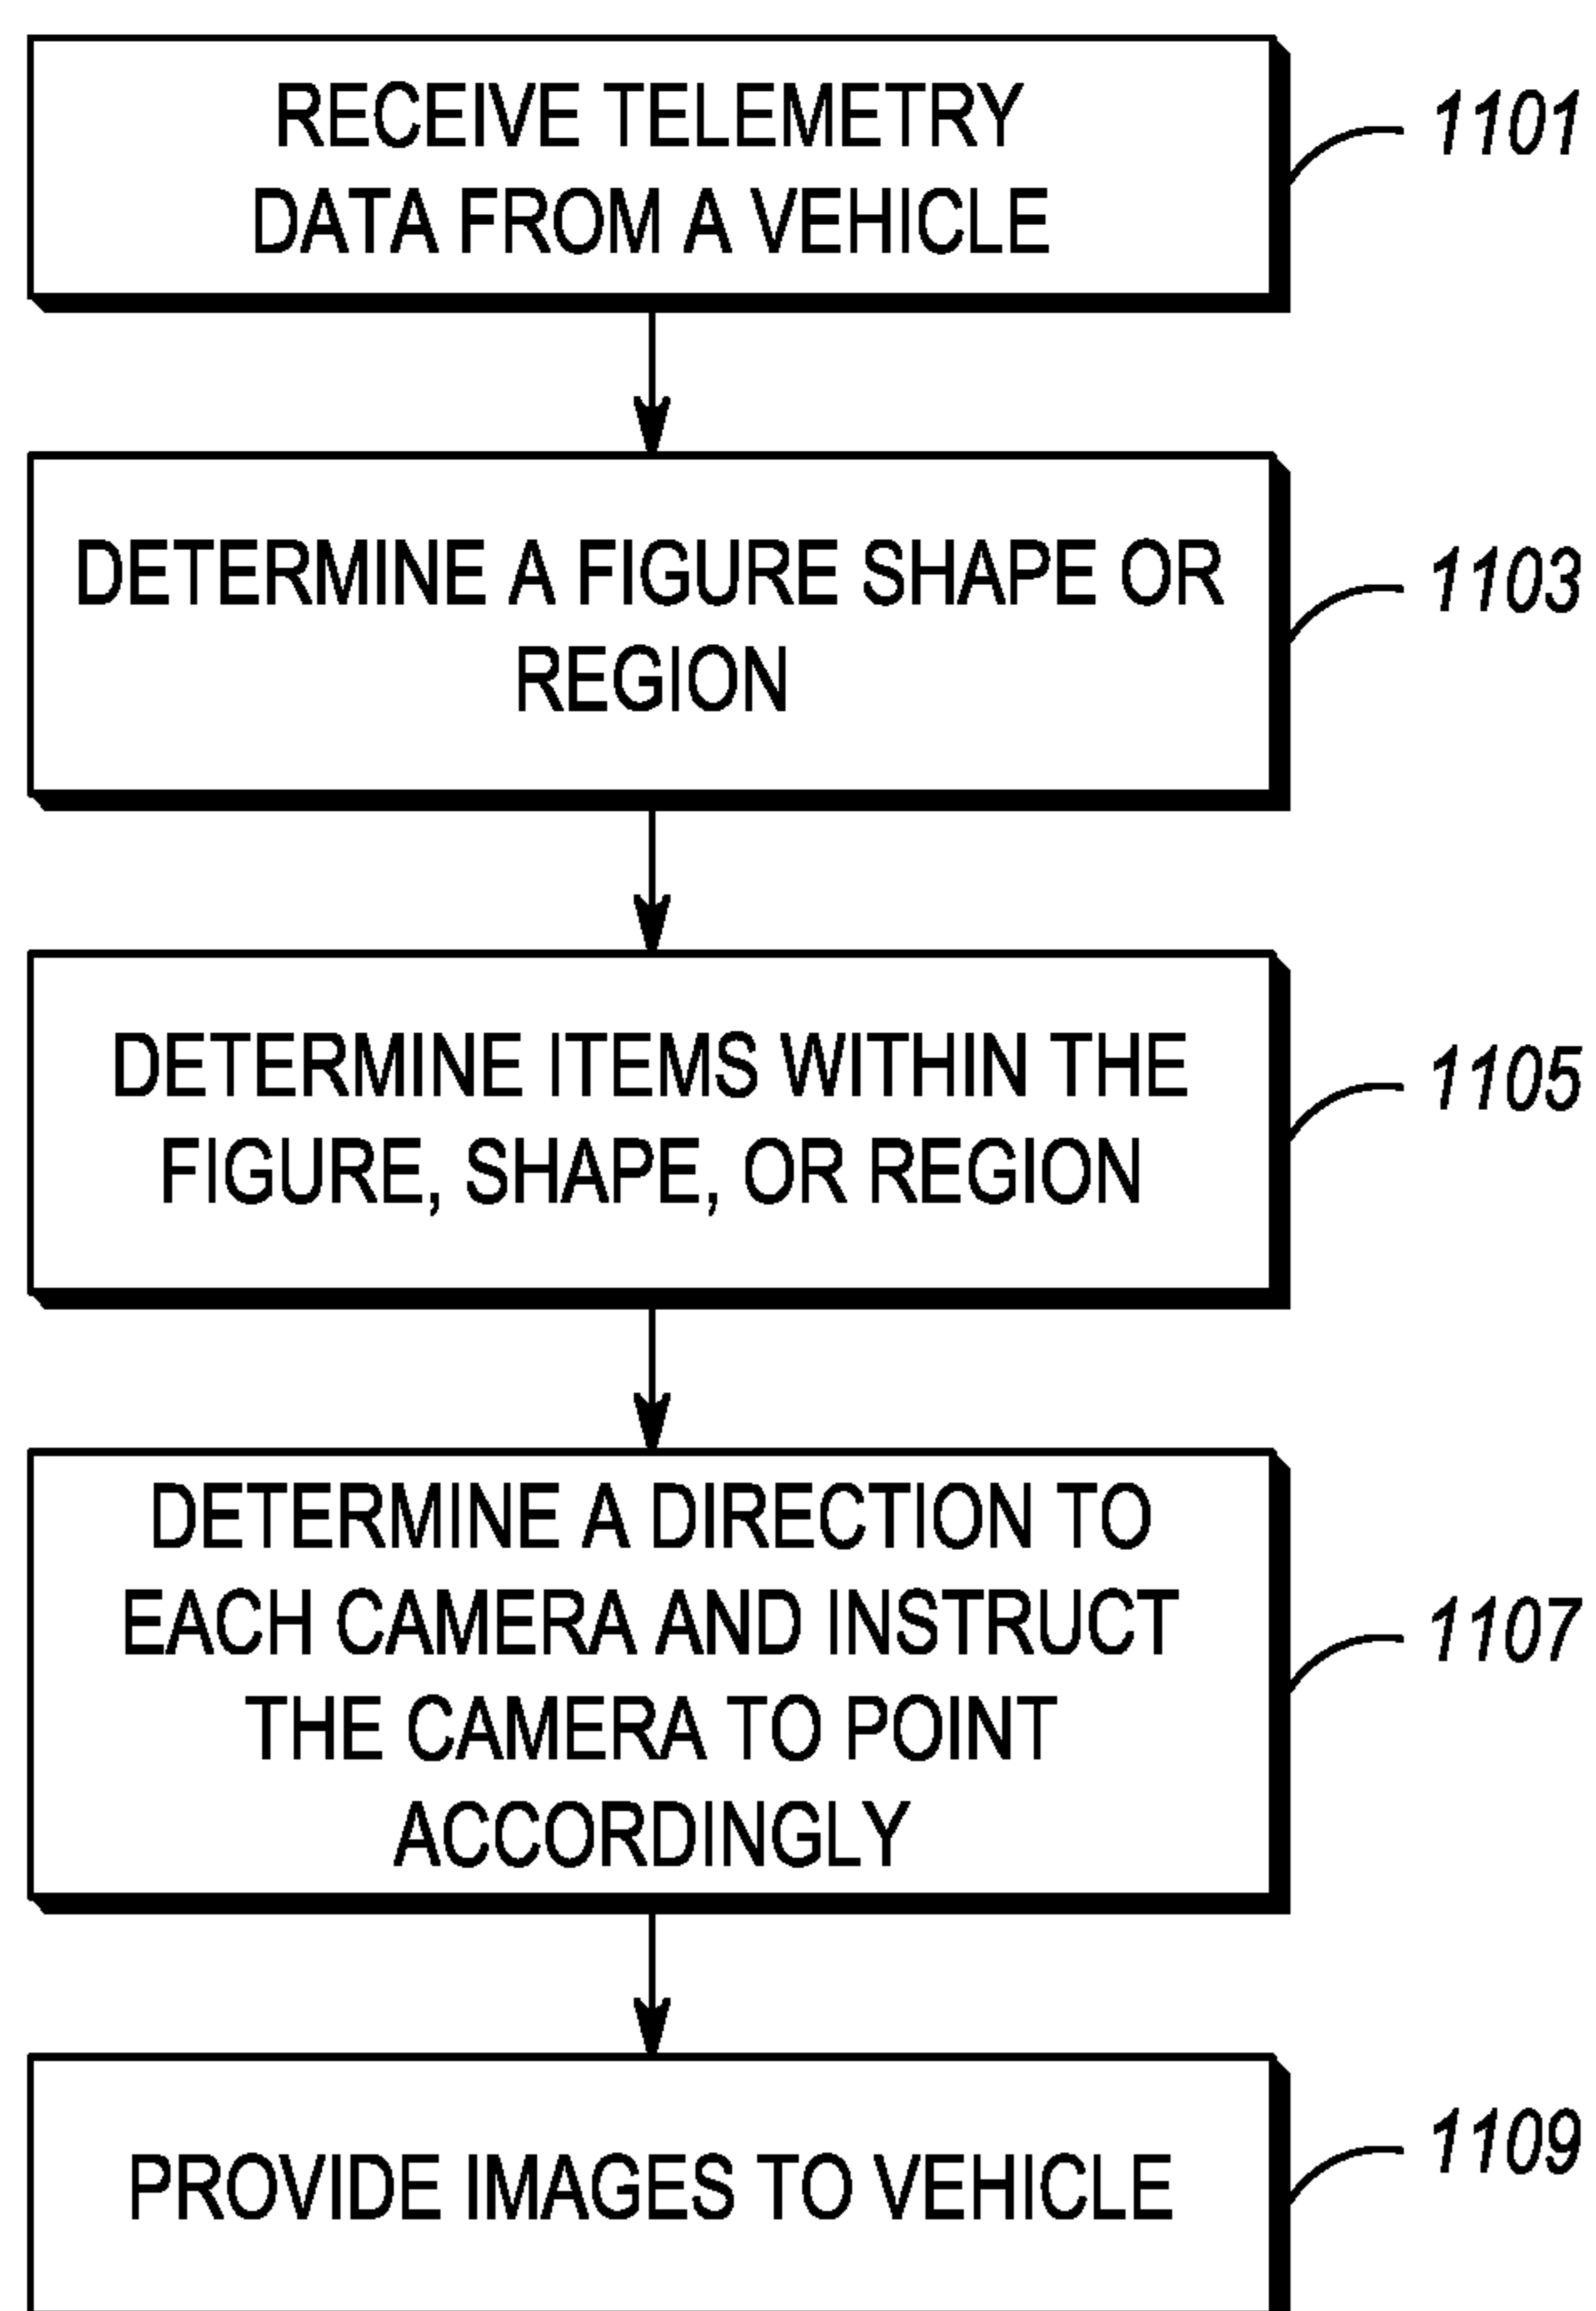 RECEIVE TELEMETRY
DATA FROM A VEHICLE
1101
DETERMINE A FIGURE SHAPE OR
REGION
1103
DETERMINE ITEMS WITHIN THE
FIGURE, SHAPE, OR REGION
1105
DETERMINE A DIRECTION TO
EACH CAMERA AND INSTRUCT
THE CAMERA TO POINT
ACCORDINGLY
1107
PROVIDE IMAGES TO VEHICLE
1109